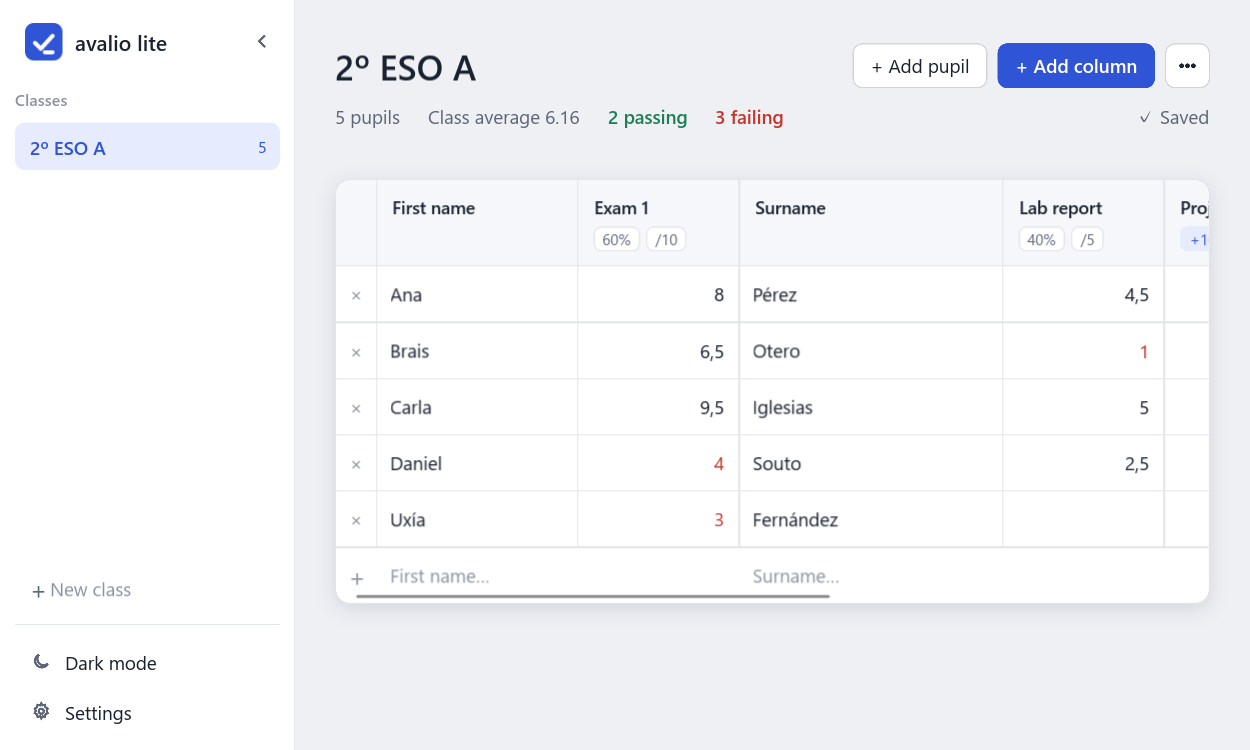 avalio lite
Classes
2º ESO A 5
+ New class
Dark mode
Settings
2º ESO A
+ Add pupil
+ Add column
•••
5 pupils Class average 6.16 2 passing 3 failing
✓ Saved
First name Exam 1 Surname Lab report Proj
60% /10 40% /5 +1
× Ana 8 Pérez 4,5
× Brais 6,5 Otero 1
× Carla 9,5 Iglesias 5
× Daniel 4 Souto 2,5
× Uxía 3 Fernández
+ First name... Surname...